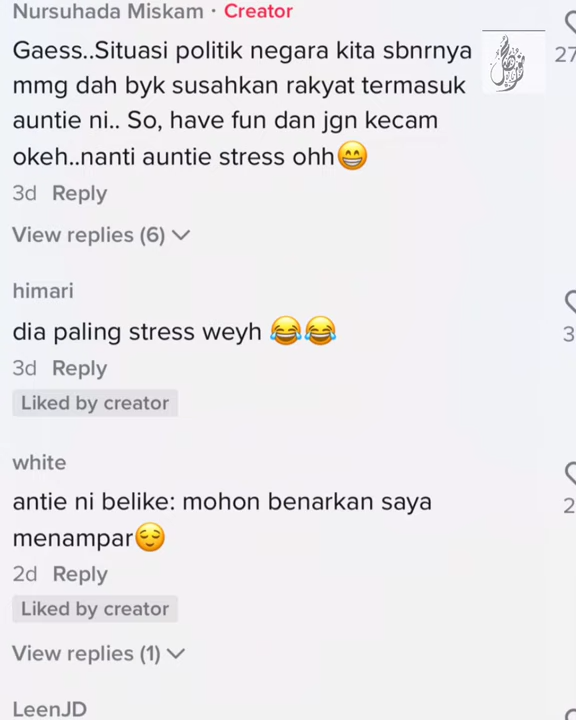 Nursuhada Miskam · Creator
Gaess..Situasi politik negara kita sbnrnya
mmg dah byk susahkan rakyat termasuk
auntie ni.. So, have fun dan jgn kecam
okeh..nanti auntie stress ohh😁
27
3d Reply
View replies (6)
himari
dia paling stress weyh 😂😂
3
3d Reply
Liked by creator
white
antie ni belike: mohon benarkan saya
menampar😌
2
2d Reply
Liked by creator
View replies (1)
LeenJD